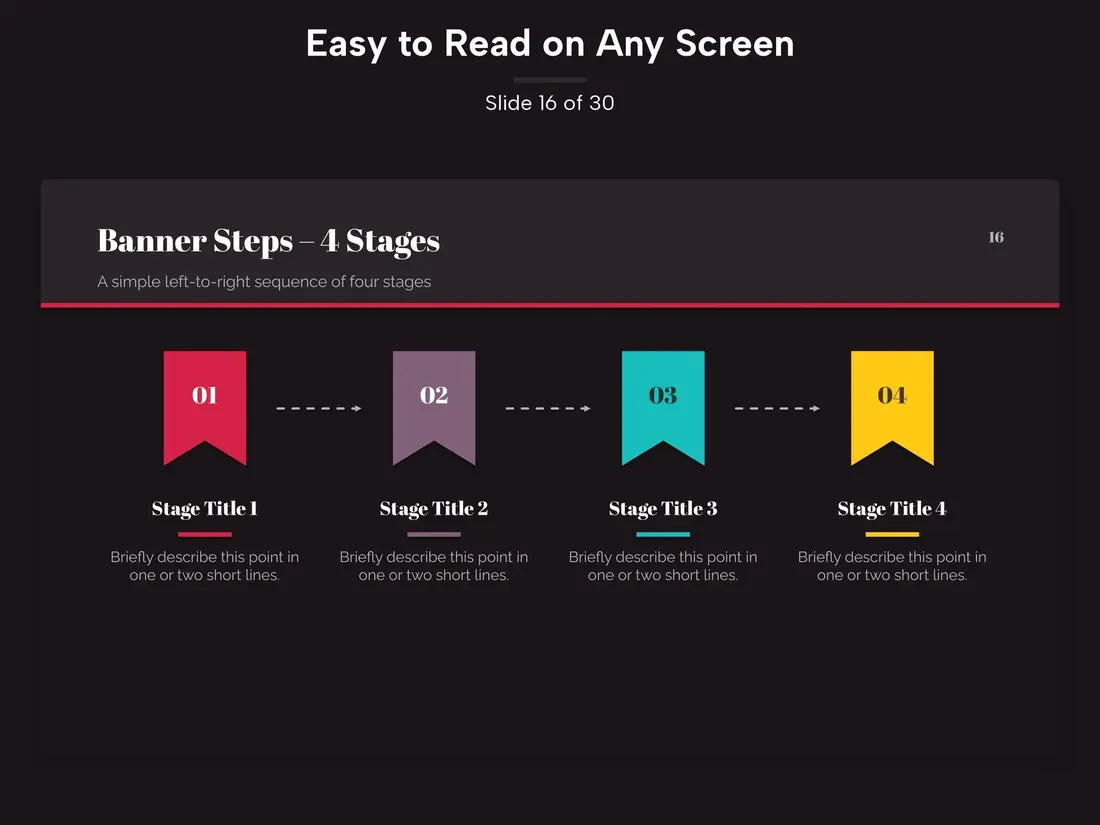 Easy to Read on Any Screen
Slide 16 of 30
Banner Steps – 4 Stages
16
A simple left-to-right sequence of four stages
01
02
03
04
Stage Title 1
Stage Title 2
Stage Title 3
Stage Title 4
Briefly describe this point in
one or two short lines.
Briefly describe this point in
one or two short lines.
Briefly describe this point in
one or two short lines.
Briefly describe this point in
one or two short lines.